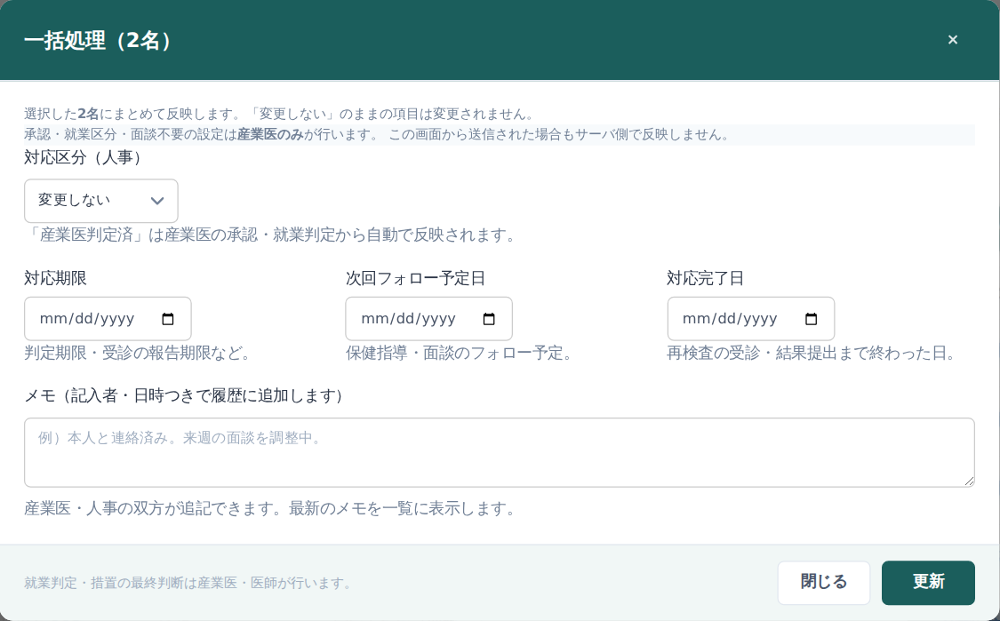 一括処理（2名）
×
選択した2名にまとめて反映します。「変更しない」のままの項目は変更されません。
承認・就業区分・面談不要の設定は産業医のみが行います。 この画面から送信された場合もサーバ側で反映しません。
対応区分（人事）
変更しない
「産業医判定済」は産業医の承認・就業判定から自動で反映されます。
対応期限
次回フォロー予定日
対応完了日
mm/dd/yyyy
mm/dd/yyyy
mm/dd/yyyy
判定期限・受診の報告期限など。
保健指導・面談のフォロー予定。
再検査の受診・結果提出まで終わった日。
メモ（記入者・日時つきで履歴に追加します）
例）本人と連絡済み。来週の面談を調整中。
産業医・人事の双方が追記できます。最新のメモを一覧に表示します。
就業判定・措置の最終判断は産業医・医師が行います。
閉じる
更新